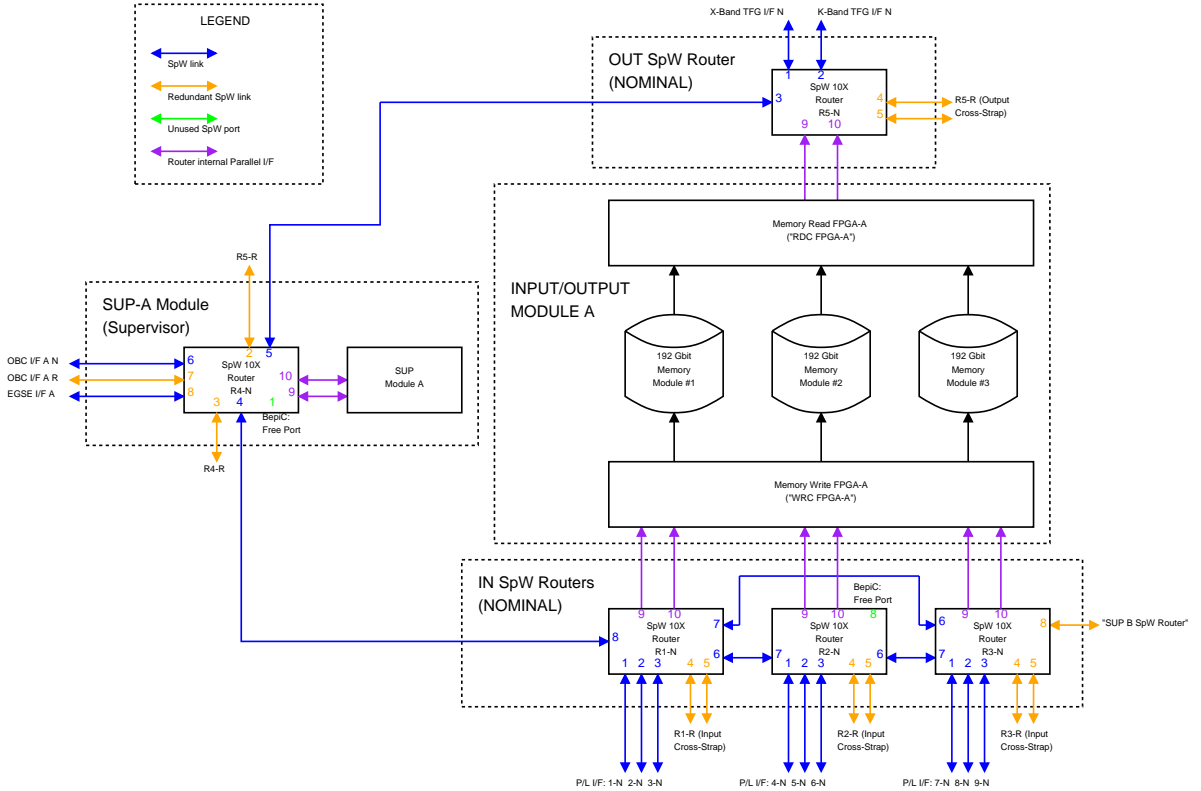 LEGEND
SpW link
Redundant SpW link
Unused SpW port
Router internal Parallel I/F
X-Band TFG I/F N
K-Band TFG I/F N
OUT SpW Router
(NOMINAL)
1
2
SpW 10X
Router
R5-N
3
4
5
9
10
R5-R (Output
Cross-Strap)
INPUT/OUTPUT
MODULE A
Memory Read FPGA-A
("RDC FPGA-A")
192 Gbit
Memory
Module #1
192 Gbit
Memory
Module #2
192 Gbit
Memory
Module #3
Memory Write FPGA-A
("WRC FPGA-A")
R5-R
SUP-A Module
(Supervisor)
OBC I/F A N
OBC I/F A R
EGSE I/F A
2
5
6
7
8
SpW 10X
Router
R4-N
10
9
3
4
1
BepiC:
Free Port
SUP
Module A
R4-R
IN SpW Routers
(NOMINAL)
9
10
SpW 10X
Router
R1-N
8
7
6
1
2
3
4
5
BepiC:
Free Port
9
10
8
SpW 10X
Router
R2-N
7
6
1
2
3
4
5
9
10
SpW 10X
Router
R3-N
6
8
7
1
2
3
4
5
"SUP B SpW Router"
R1-R (Input
Cross-Strap)
R2-R (Input
Cross-Strap)
R3-R (Input
Cross-Strap)
P/L I/F: 1-N 2-N 3-N
P/L I/F: 4-N 5-N 6-N
P/L I/F: 7-N 8-N 9-N